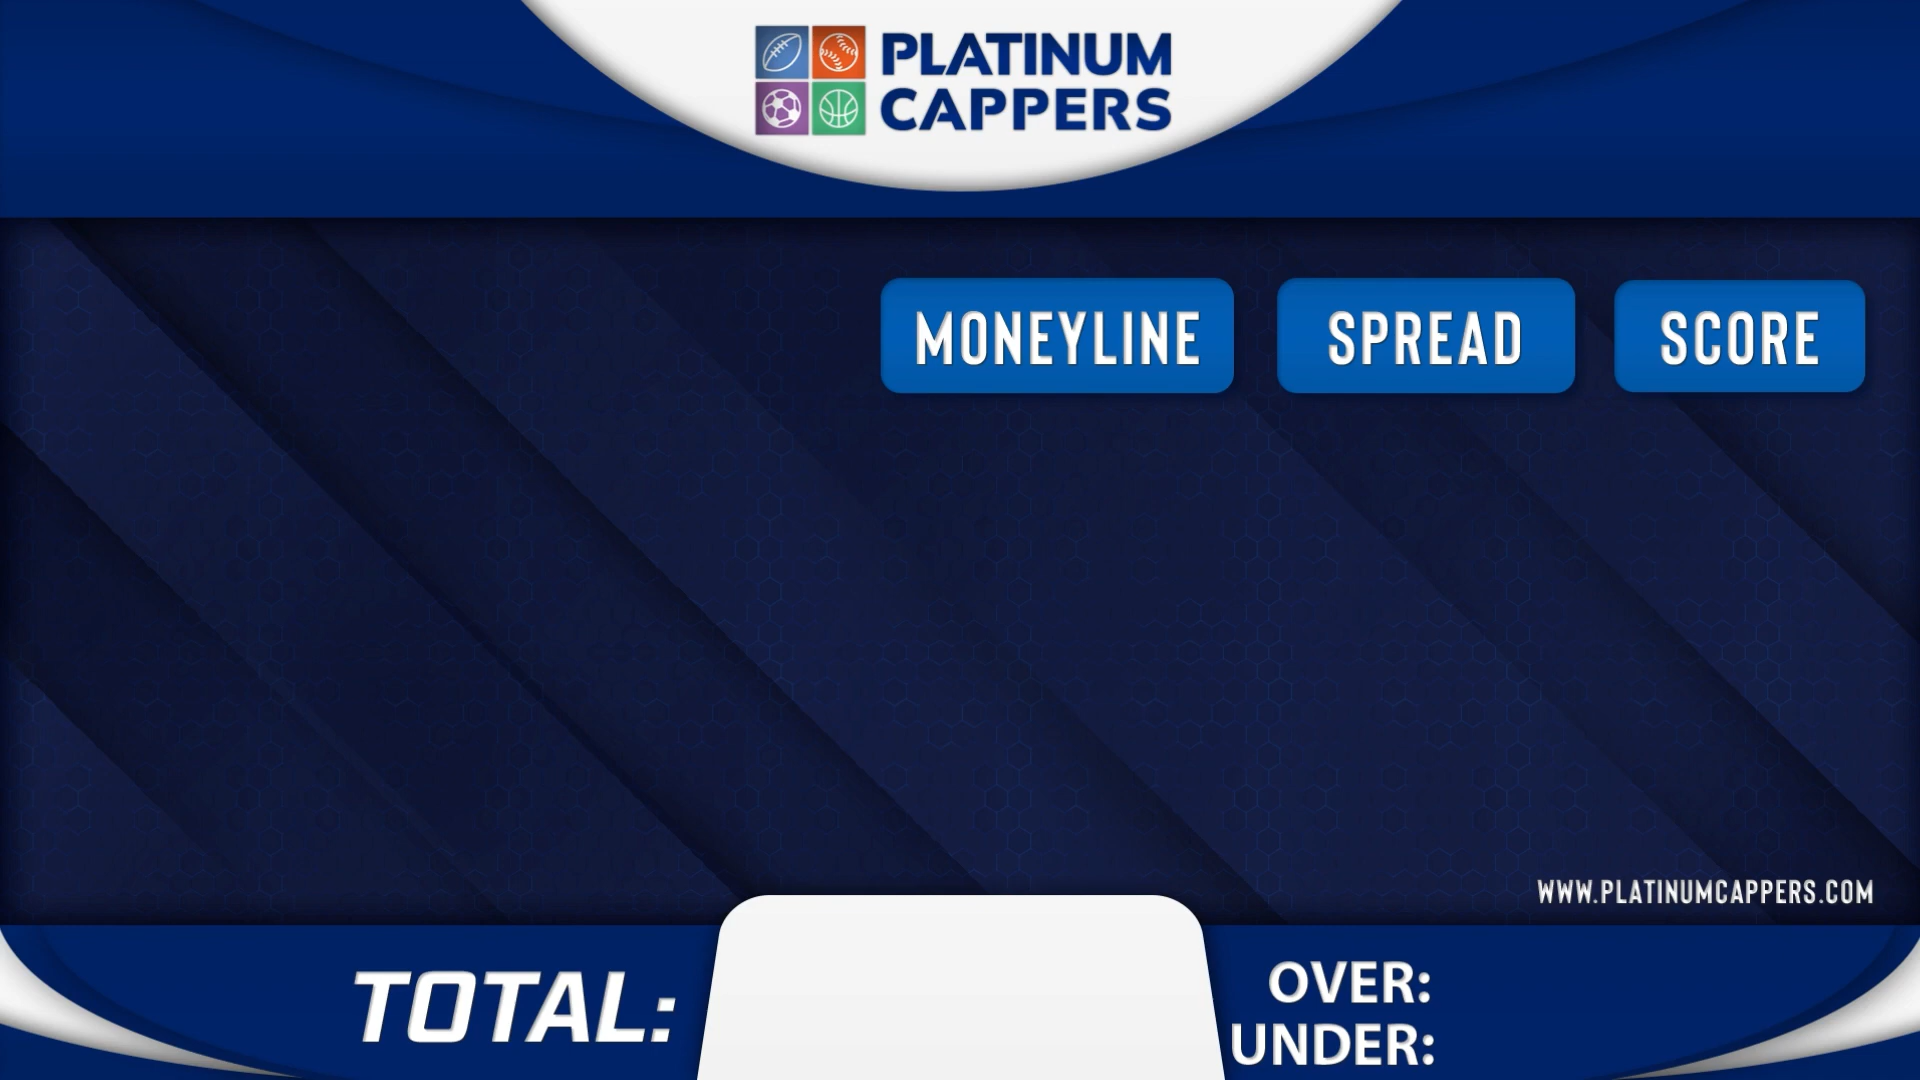 PLATINUM
CAPPERS
MONEYLINE SPREAD SCORE
WWW.PLATINUMCAPPERS.COM
TOTAL:
OVER:
UNDER: